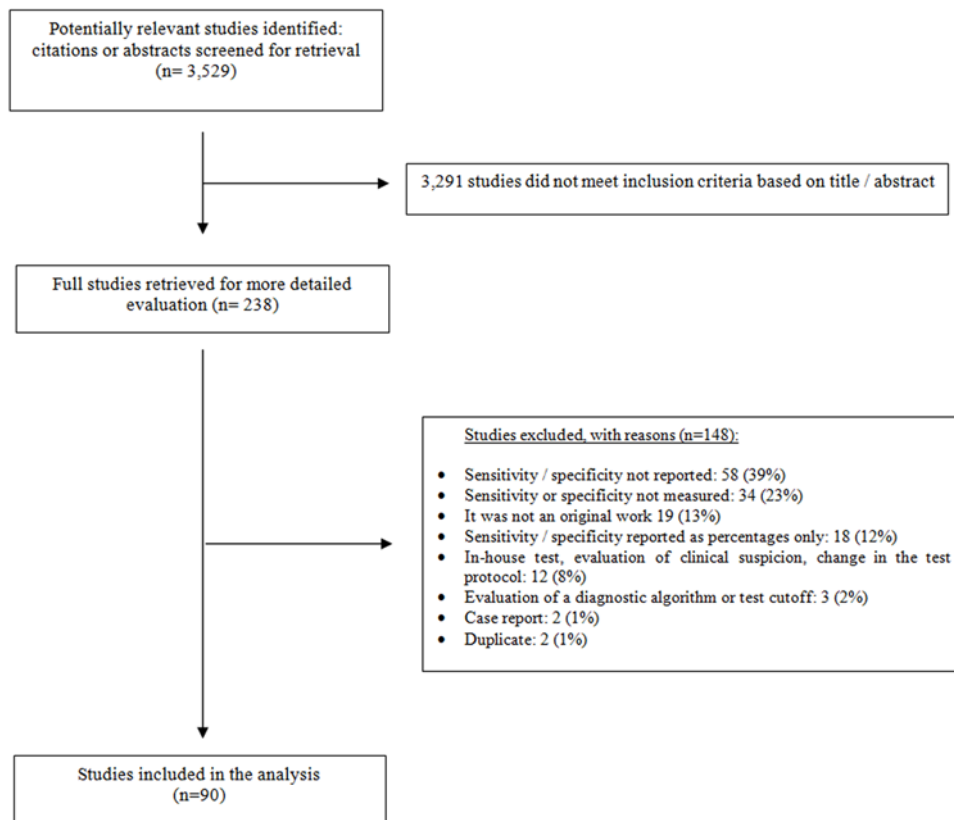 Potentially relevant studies identified:
citations or abstracts screened for retrieval
(n= 3,529)
3,291 studies did not meet inclusion criteria based on title / abstract
Full studies retrieved for more detailed
evaluation (n= 238)
Studies excluded, with reasons (n=148):
• Sensitivity / specificity not reported: 58 (39%)
• Sensitivity or specificity not measured: 34 (23%)
• It was not an original work 19 (13%)
• Sensitivity / specificity reported as percentages only: 18 (12%)
• In-house test, evaluation of clinical suspicion, change in the test
protocol: 12 (8%)
• Evaluation of a diagnostic algorithm or test cutoff: 3 (2%)
• Case report: 2 (1%)
• Duplicate: 2 (1%)
Studies included in the analysis
(n=90)